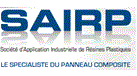 SAIRP
Société d'Application Industrielle de Résines Plastiques
LE SPECIALISTE DU PANNEAU COMPOSITE